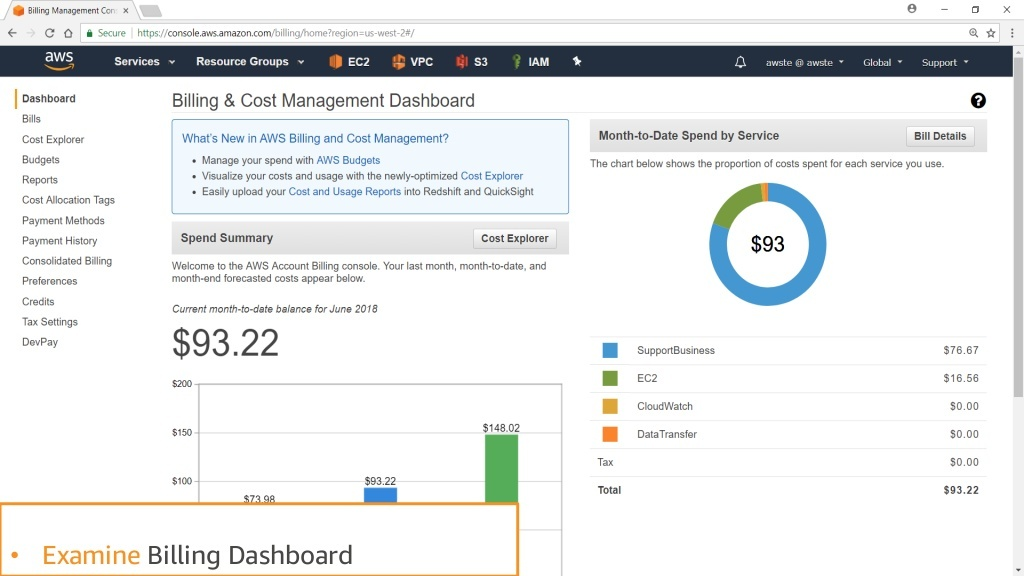 Billing Management Con
Secure https://console.aws.amazon.com/billing/home?region=us-west-2#/
aws Services Resource Groups EC2 VPC S3 IAM awste @ awste Global Support
Dashboard
Bills
Cost Explorer
Budgets
Reports
Cost Allocation Tags
Payment Methods
Payment History
Consolidated Billing
Preferences
Credits
Tax Settings
DevPay
Billing & Cost Management Dashboard
What's New in AWS Billing and Cost Management?
• Manage your spend with AWS Budgets
• Visualize your costs and usage with the newly-optimized Cost Explorer
• Easily upload your Cost and Usage Reports into Redshift and QuickSight
Spend Summary Cost Explorer
Welcome to the AWS Account Billing console. Your last month, month-to-date, and
month-end forecasted costs appear below.
Current month-to-date balance for June 2018
$93.22
$200
$150
$100
$73.98
$93.22
$148.02
Month-to-Date Spend by Service Bill Details
The chart below shows the proportion of costs spent for each service you use.
$93
SupportBusiness $76.67
EC2 $16.56
CloudWatch $0.00
DataTransfer $0.00
Tax $0.00
Total $93.22
• Examine Billing Dashboard